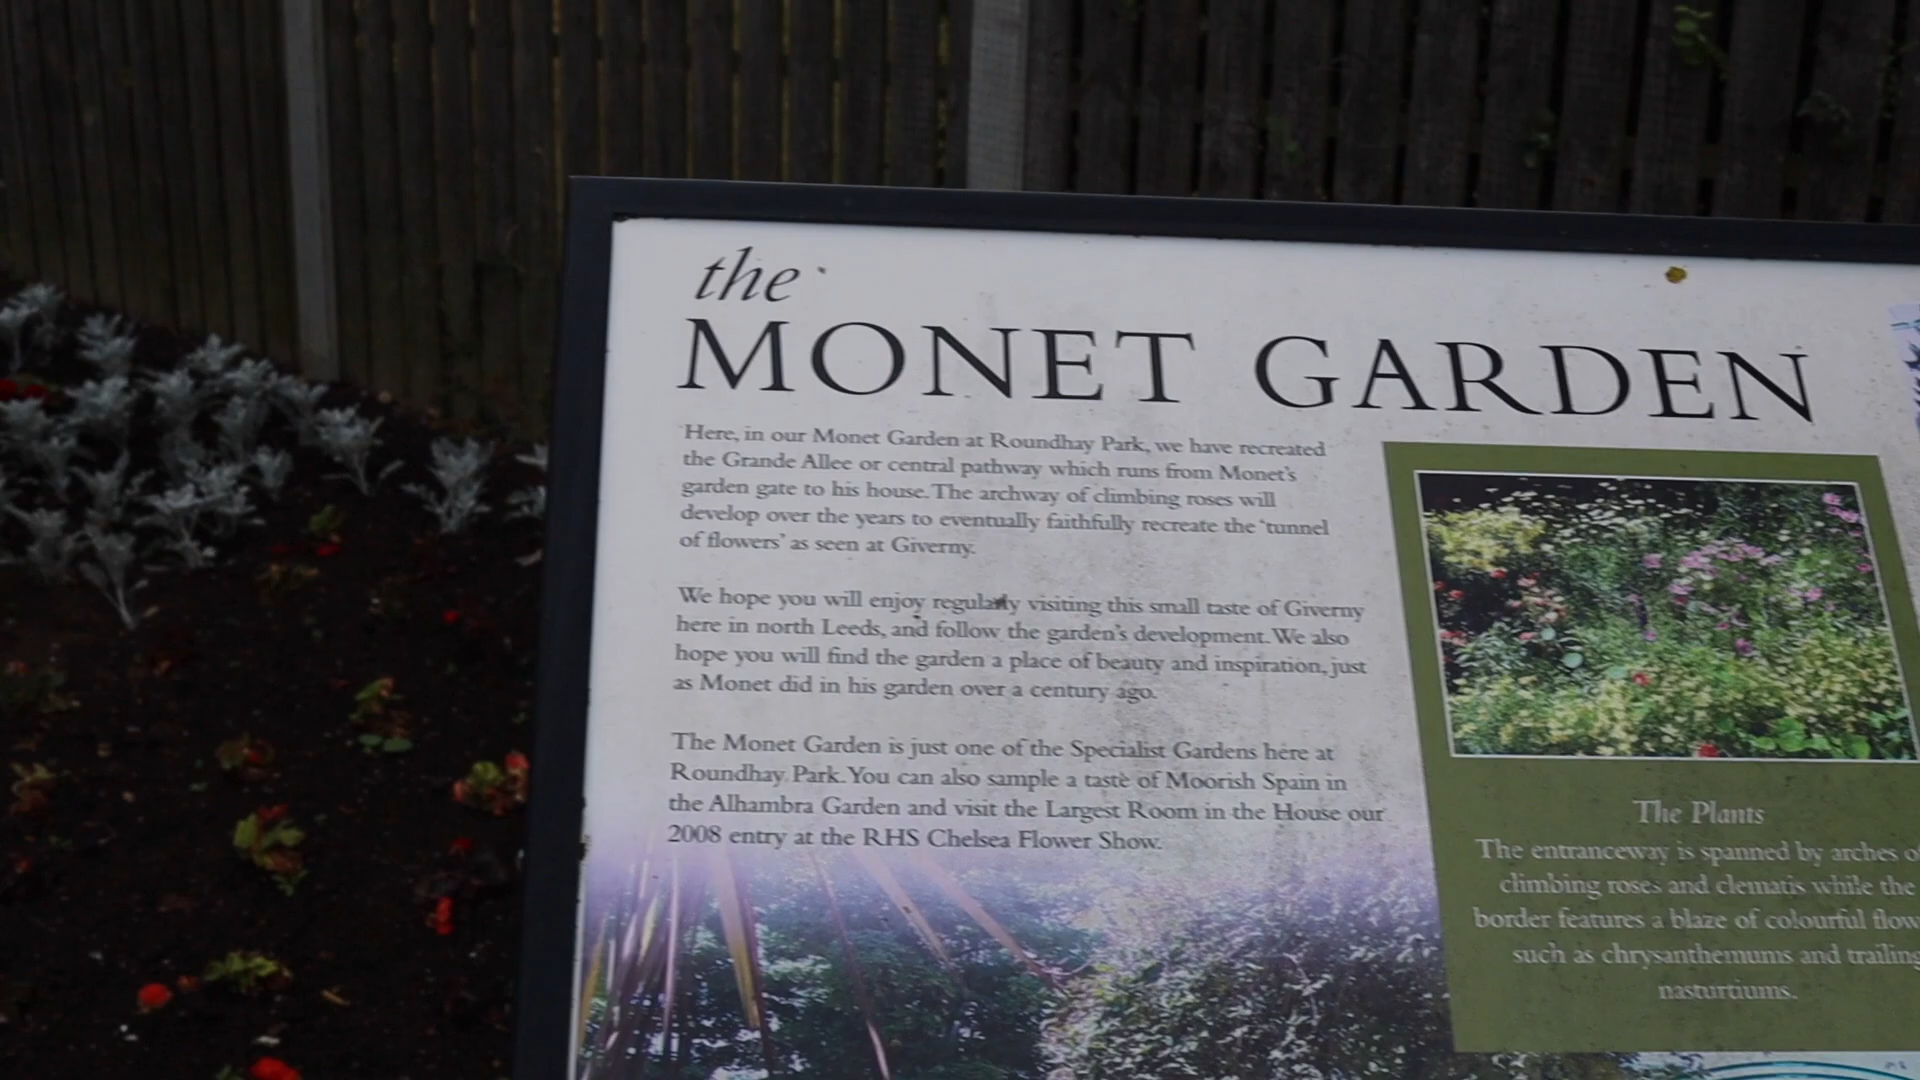 the
MONET GARDEN
Here, in our Monet Garden at Roundhay Park, we have recreated
the Grande Allee or central pathway which runs from Monet's
garden gate to his house. The archway of climbing roses will
develop over the years to eventually faithfully recreate the 'tunnel
of flowers' as seen at Giverny.
We hope you will enjoy regularly visiting this small taste of Giverny
here in north Leeds, and follow the garden's development. We also
hope you will find the garden a place of beauty and inspiration, just
as Monet did in his garden over a century ago.
The Monet Garden is just one of the Specialist Gardens here at
Roundhay Park. You can also sample a taste of Moorish Spain in
the Alhambra Garden and visit the Largest Room in the House our
2008 entry at the RHS Chelsea Flower Show.
The Plants
The entranceway is spanned by arches of
climbing roses and clematis while the
border features a blaze of colourful
such as chrysanthemums and trailing
nasturtiums.